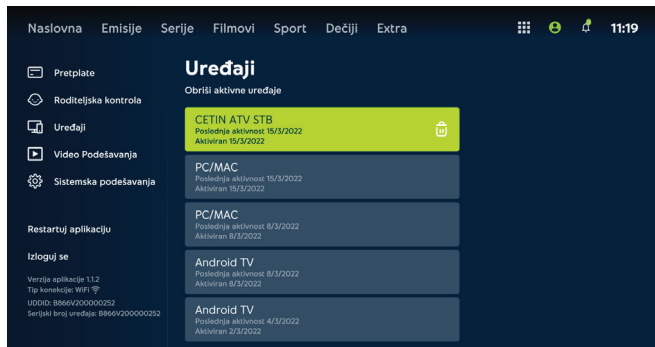 Naslovna Emisije Serije Filmovi Sport Dečiji Extra 11:19
Pretplate
Roditeljska kontrola
Uređaji
Video Podešavanja
Sistemska podešavanja
Restartuj aplikaciju
Izloguj se
Verzija aplikacije 1.1.2
Tip konekcije: WiFi
UDDID: B866V200000252
Serijski broj uređaja: B866V200000252
Uređaji
Obriši aktivne uređaje
CETIN ATV STB
Poslednja aktivnost 15/3/2022
Aktiviran 15/3/2022
PC/MAC
Poslednja aktivnost 15/3/2022
Aktiviran 15/3/2022
PC/MAC
Poslednja aktivnost 8/3/2022
Aktiviran 8/3/2022
Android TV
Poslednja aktivnost 8/3/2022
Aktiviran 8/3/2022
Android TV
Poslednja aktivnost 4/3/2022
Aktiviran 2/3/2022